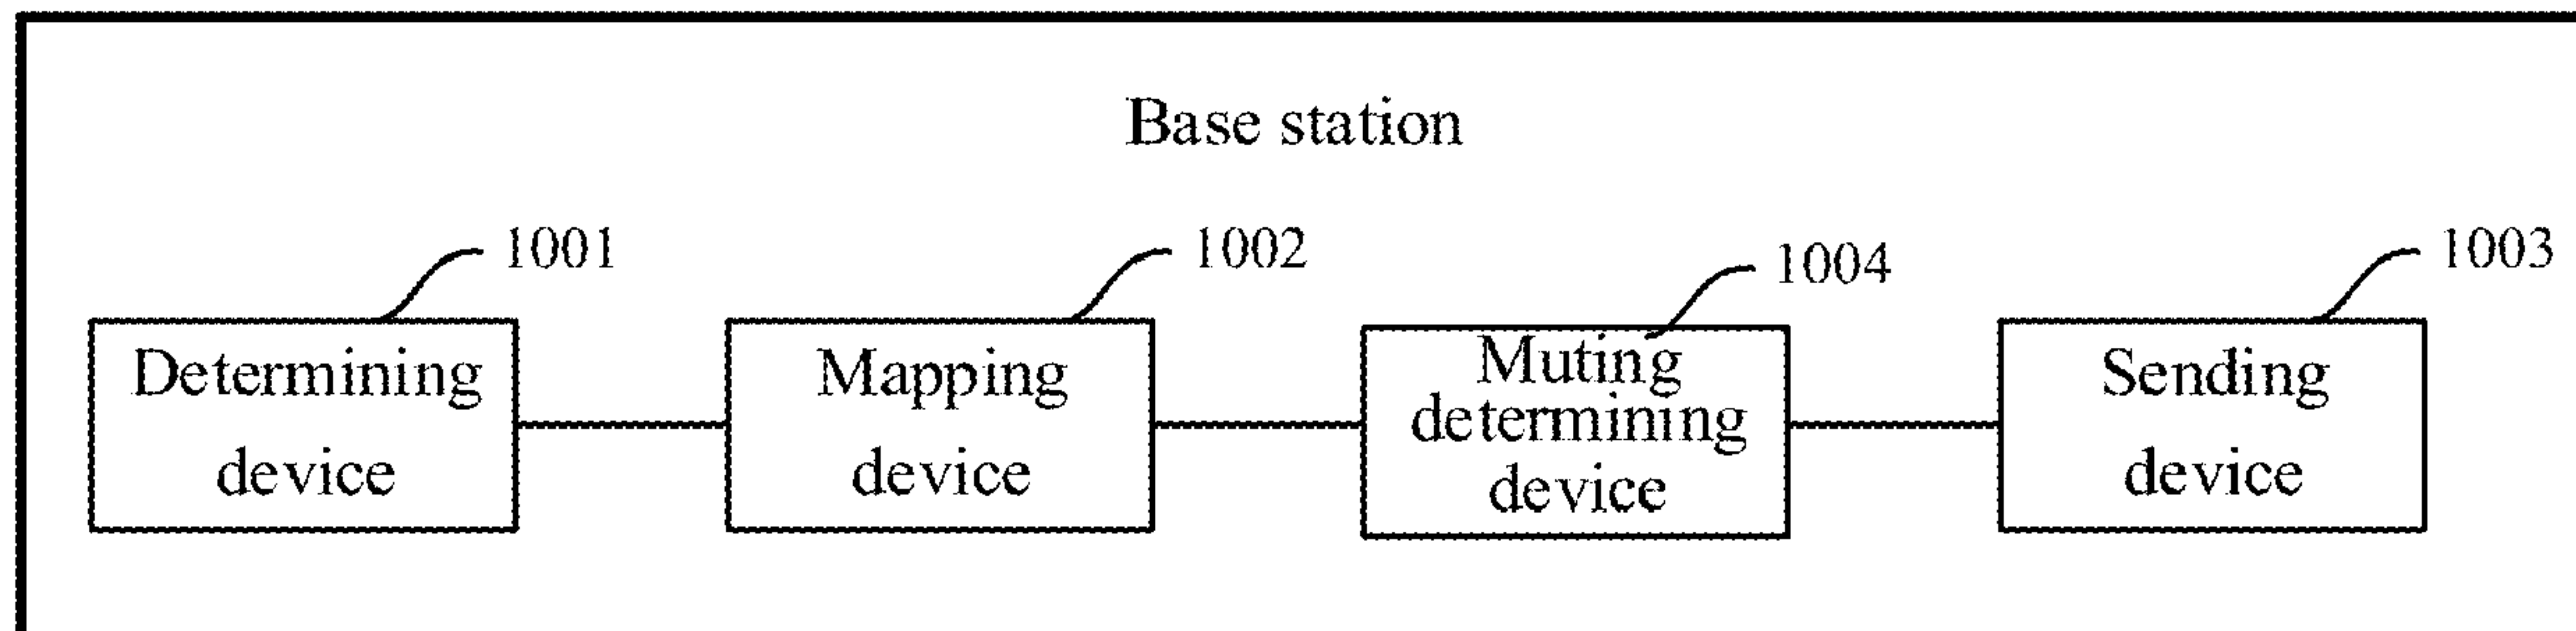 Base station
1001
1002
1004
1003
Determining
device
Mapping
device
Muting
determining
device
Sending
device